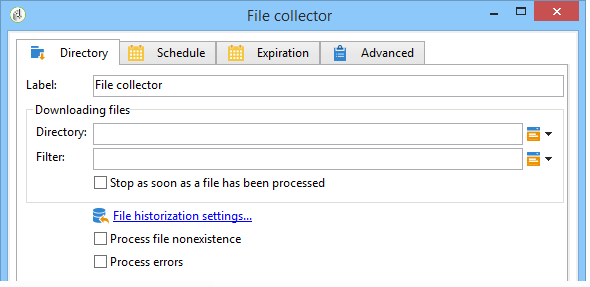 File collector
Directory Schedule Expiration Advanced
Label: File collector
Downloading files
Directory:
Filter:
Stop as soon as a file has been processed
File historization settings...
Process file nonexistence
Process errors